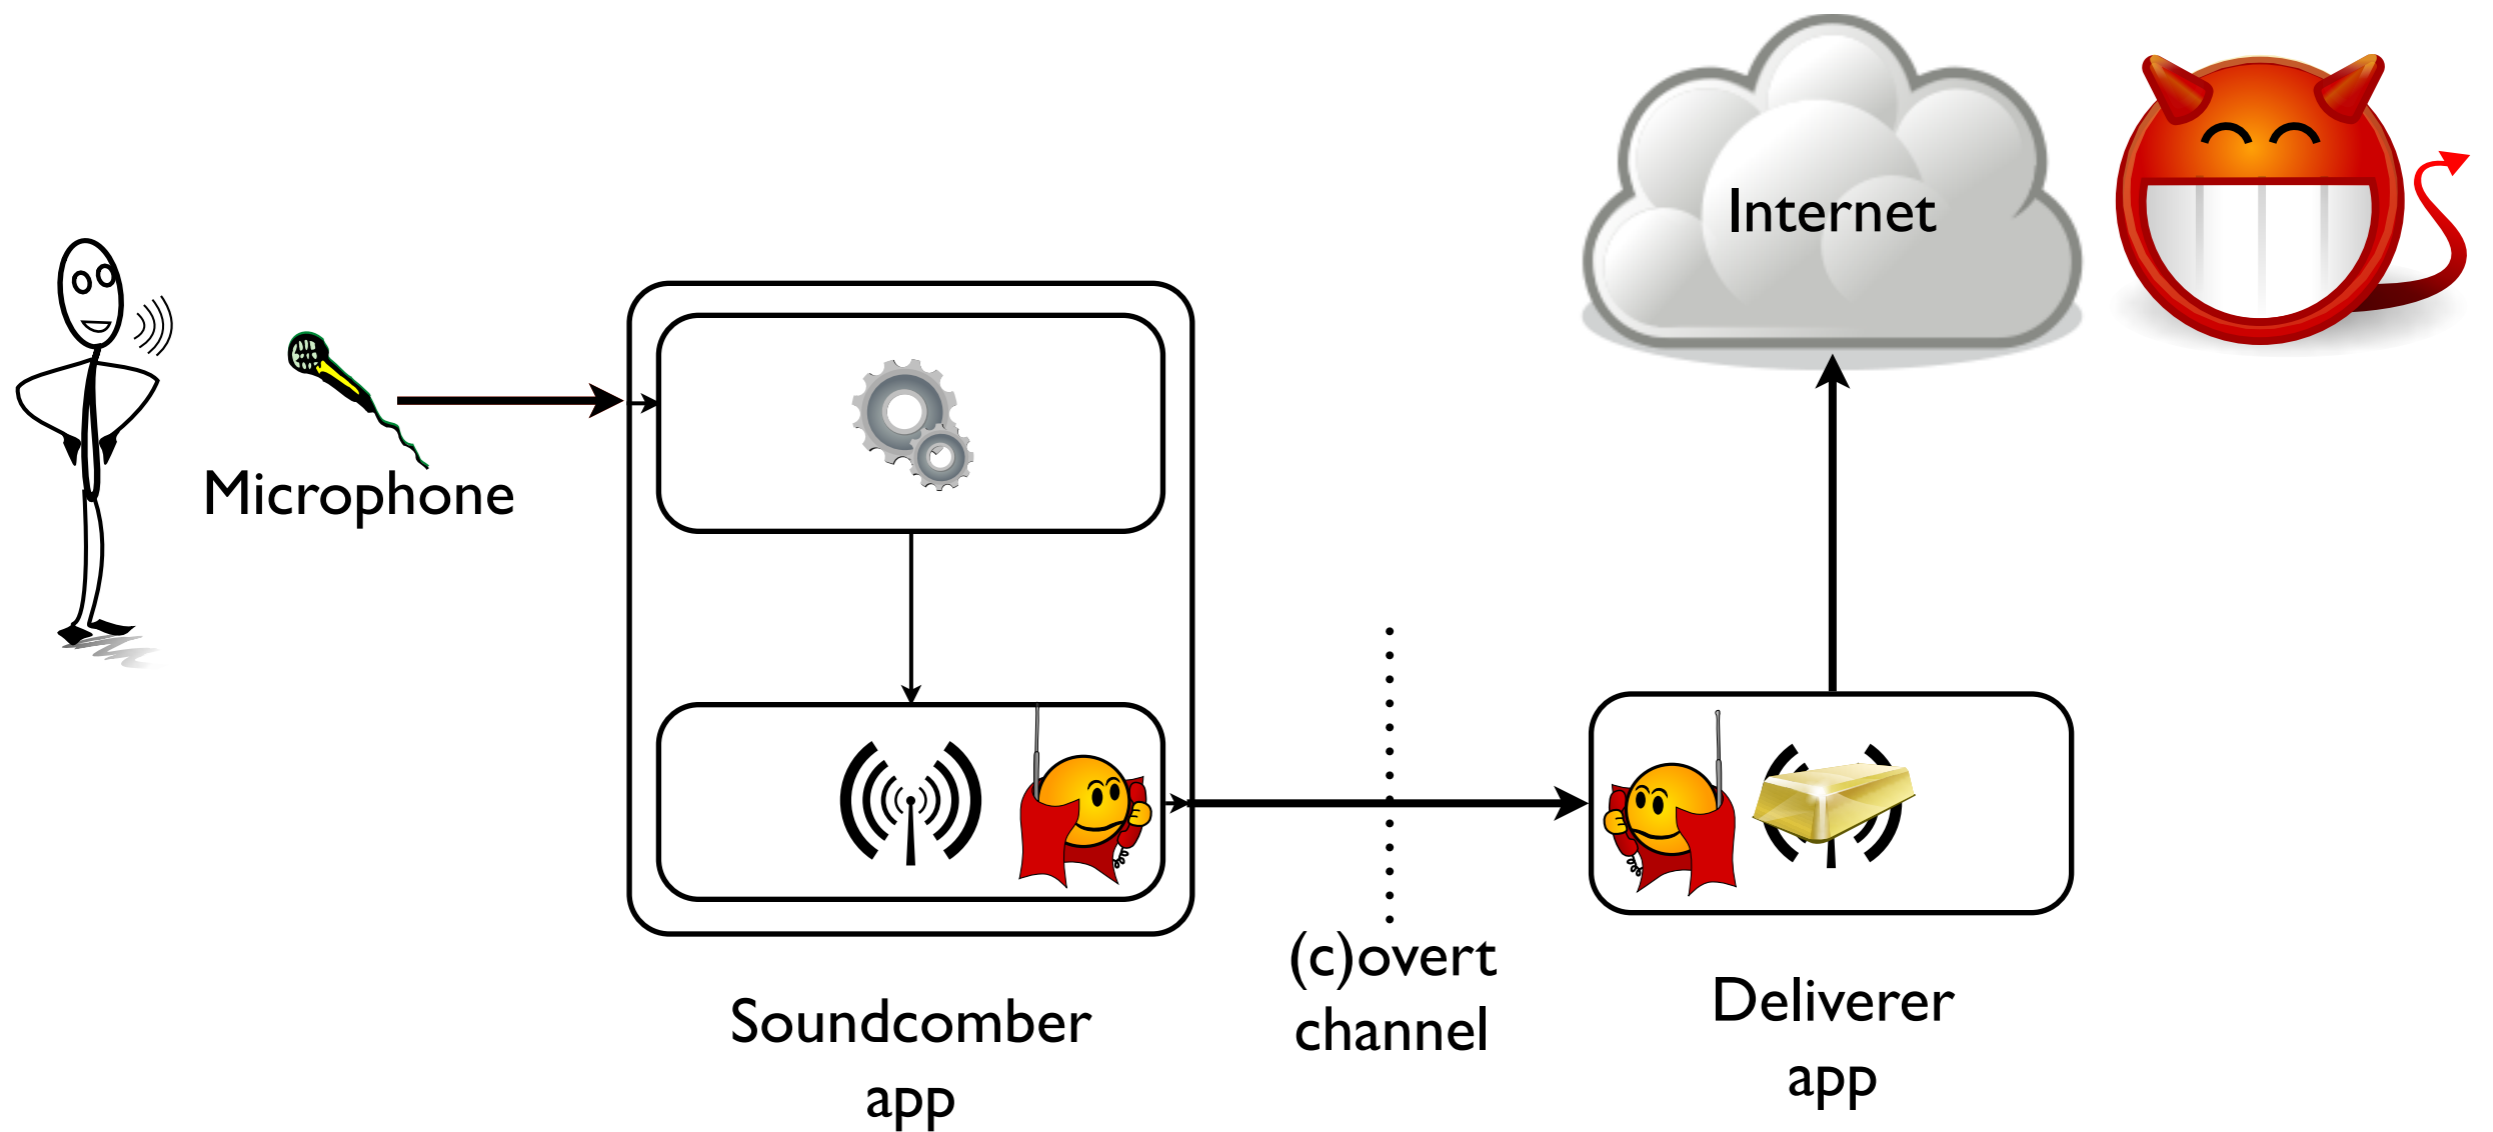 Internet
Microphone
(c)overt
channel
Soundcomber
app
Deliverer
app